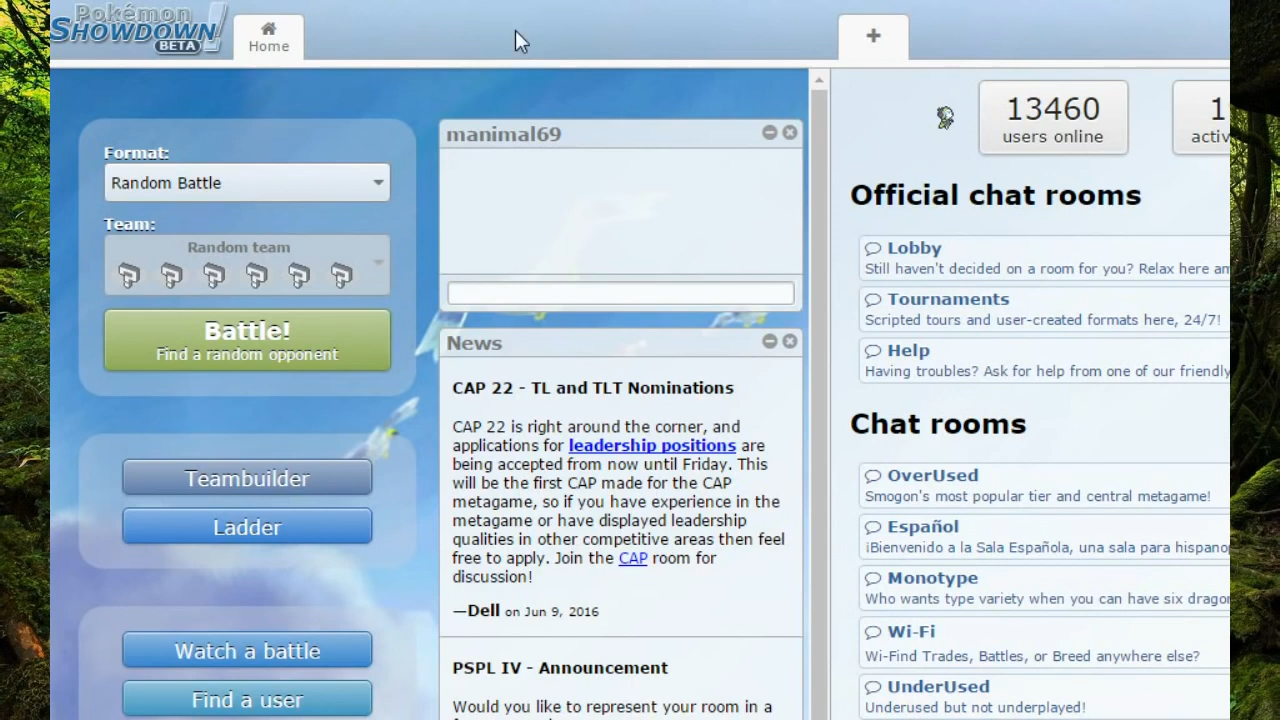 Pokémon
SHOWDOWN!
BETA
Home
+
Format:
Random Battle
Team:
Random team
Battle!
Find a random opponent
Teambuilder
Ladder
Watch a battle
Find a user
manimal69
News
CAP 22 - TL and TLT Nominations
CAP 22 is right around the corner, and
applications for leadership positions are
being accepted from now until Friday. This
will be the first CAP made for the CAP
metagame, so if you have experience in the
metagame or have displayed leadership
qualities in other competitive areas then feel
free to apply. Join the CAP room for
discussion!
—Dell on Jun 9, 2016
PSPL IV - Announcement
Would you like to represent your room in a
13460
users online
1
activ
Official chat rooms
Lobby
Still haven't decided on a room for you? Relax here am
Tournaments
Scripted tours and user-created formats here, 24/7!
Help
Having troubles? Ask for help from one of our friendly
Chat rooms
OverUsed
Smogon's most popular tier and central metagame!
Español
¡Bienvenido a la Sala Española, una sala para hispano
Monotype
Who wants type variety when you can have six drago
Wi-Fi
Wi-Find Trades, Battles, or Breed anywhere else?
UnderUsed
Underused but not underplayed!